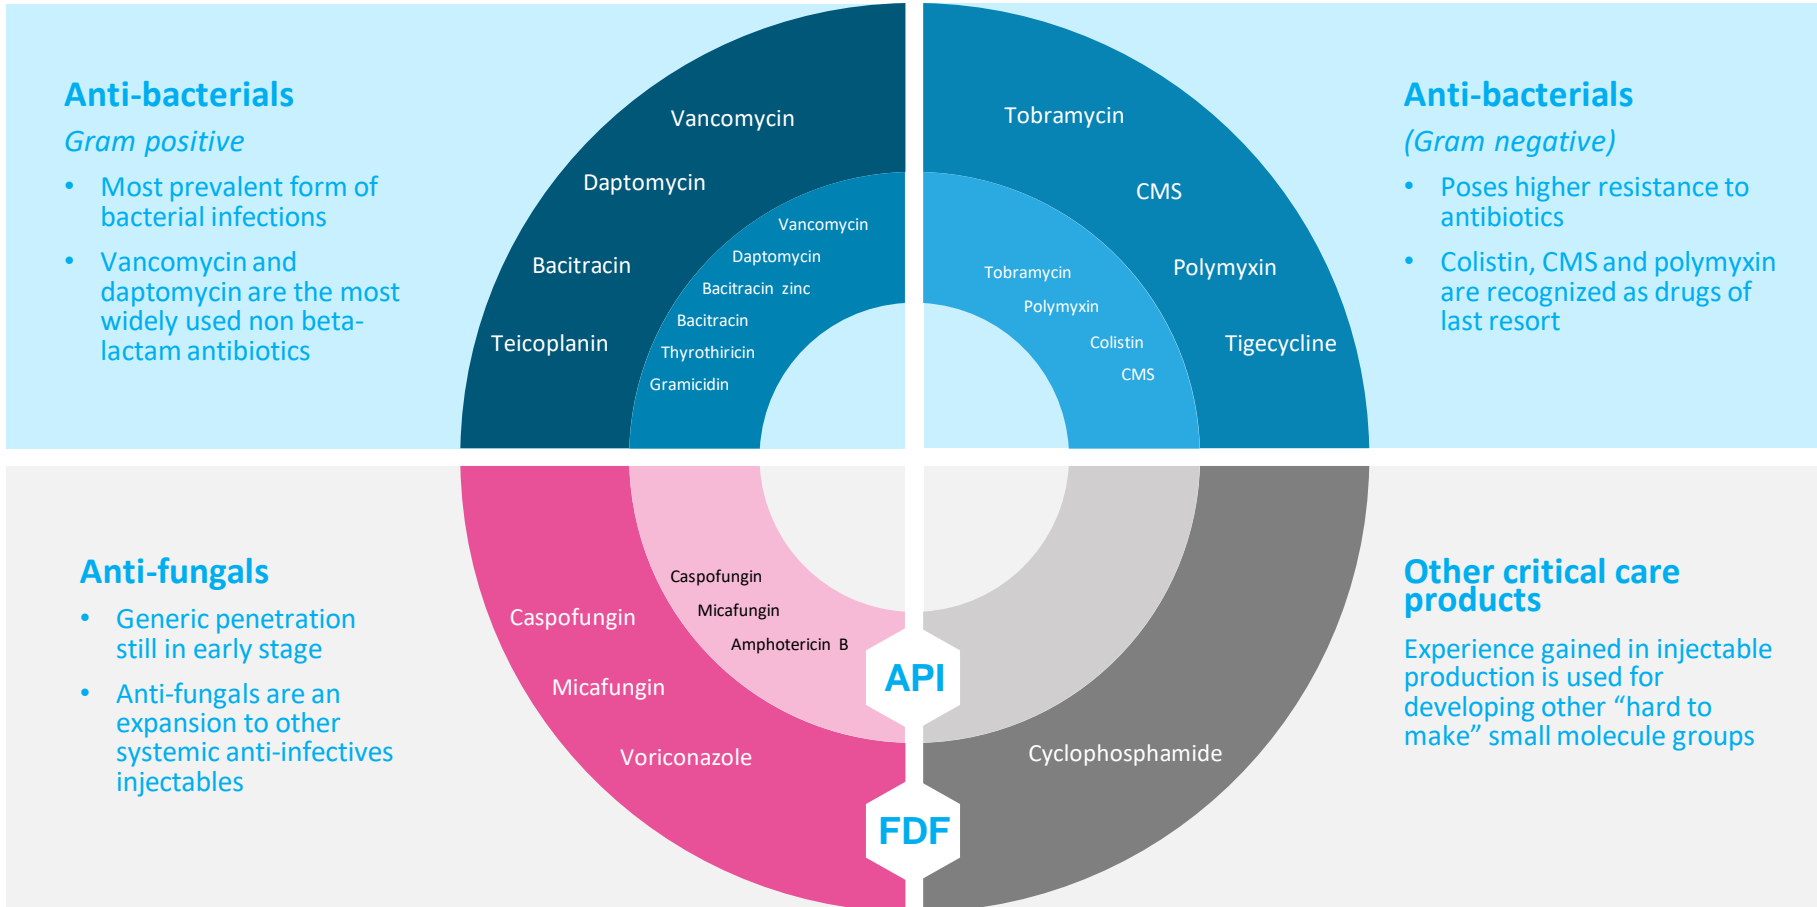 Anti-bacterials
Gram positive
• Most prevalent form of
bacterial infections
• Vancomycin and
daptomycin are the most
widely used non beta-
lactam antibiotics
Vancomycin
Daptomycin
Bacitracin
Teicoplanin
Vancomycin
Daptomycin
Bacitracin zinc
Bacitracin
Thyrothiricin
Gramicidin
Tobramycin
CMS
Polymyxin
Tigecycline
Tobramycin
Polymyxin
Colistin
CMS
Anti-bacterials
(Gram negative)
• Poses higher resistance to
antibiotics
• Colistin, CMS and polymyxin
are recognized as drugs of
last resort
Anti-fungals
• Generic penetration
still in early stage
• Anti-fungals are an
expansion to other
systemic anti-infectives
injectables
Caspofungin
Micafungin
Voriconazole
Caspofungin
Micafungin
Amphotericin B
API
FDF
Cyclophosphamide
Other critical care
products
Experience gained in injectable
production is used for
developing other “hard to
make” small molecule groups